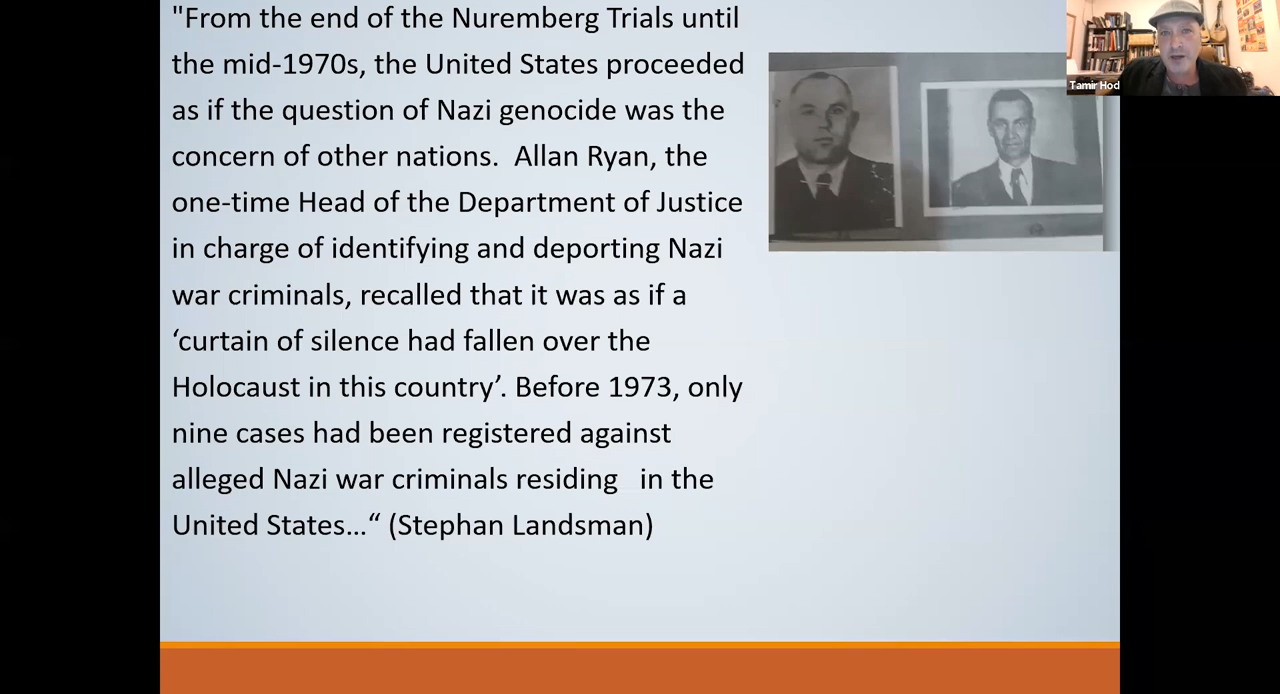 "From the end of the Nuremberg Trials until
the mid-1970s, the United States proceeded
as if the question of Nazi genocide was the
concern of other nations.  Allan Ryan, the
one-time Head of the Department of Justice
in charge of identifying and deporting Nazi
war criminals, recalled that it was as if a
‘curtain of silence had fallen over the
Holocaust in this country’. Before 1973, only
nine cases had been registered against
alleged Nazi war criminals residing   in the
United States…“ (Stephan Landsman)
Tamir Hod